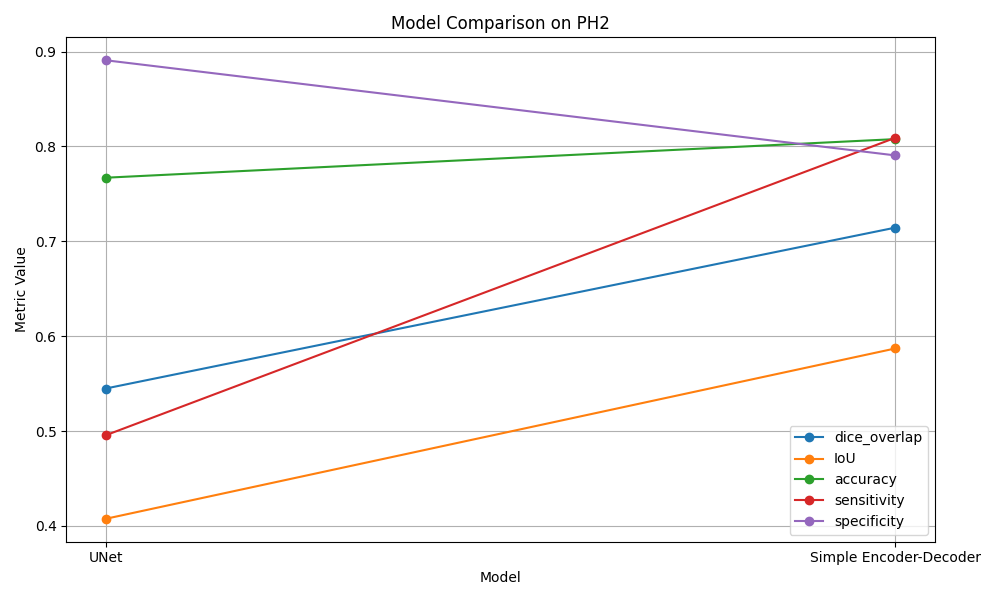 Model Comparison on PH2
Metric Value
0.9
0.8
0.7
0.6
0.5
0.4
dice_overlap
IoU
accuracy
sensitivity
specificity
UNet
Simple Encoder-Decoder
Model